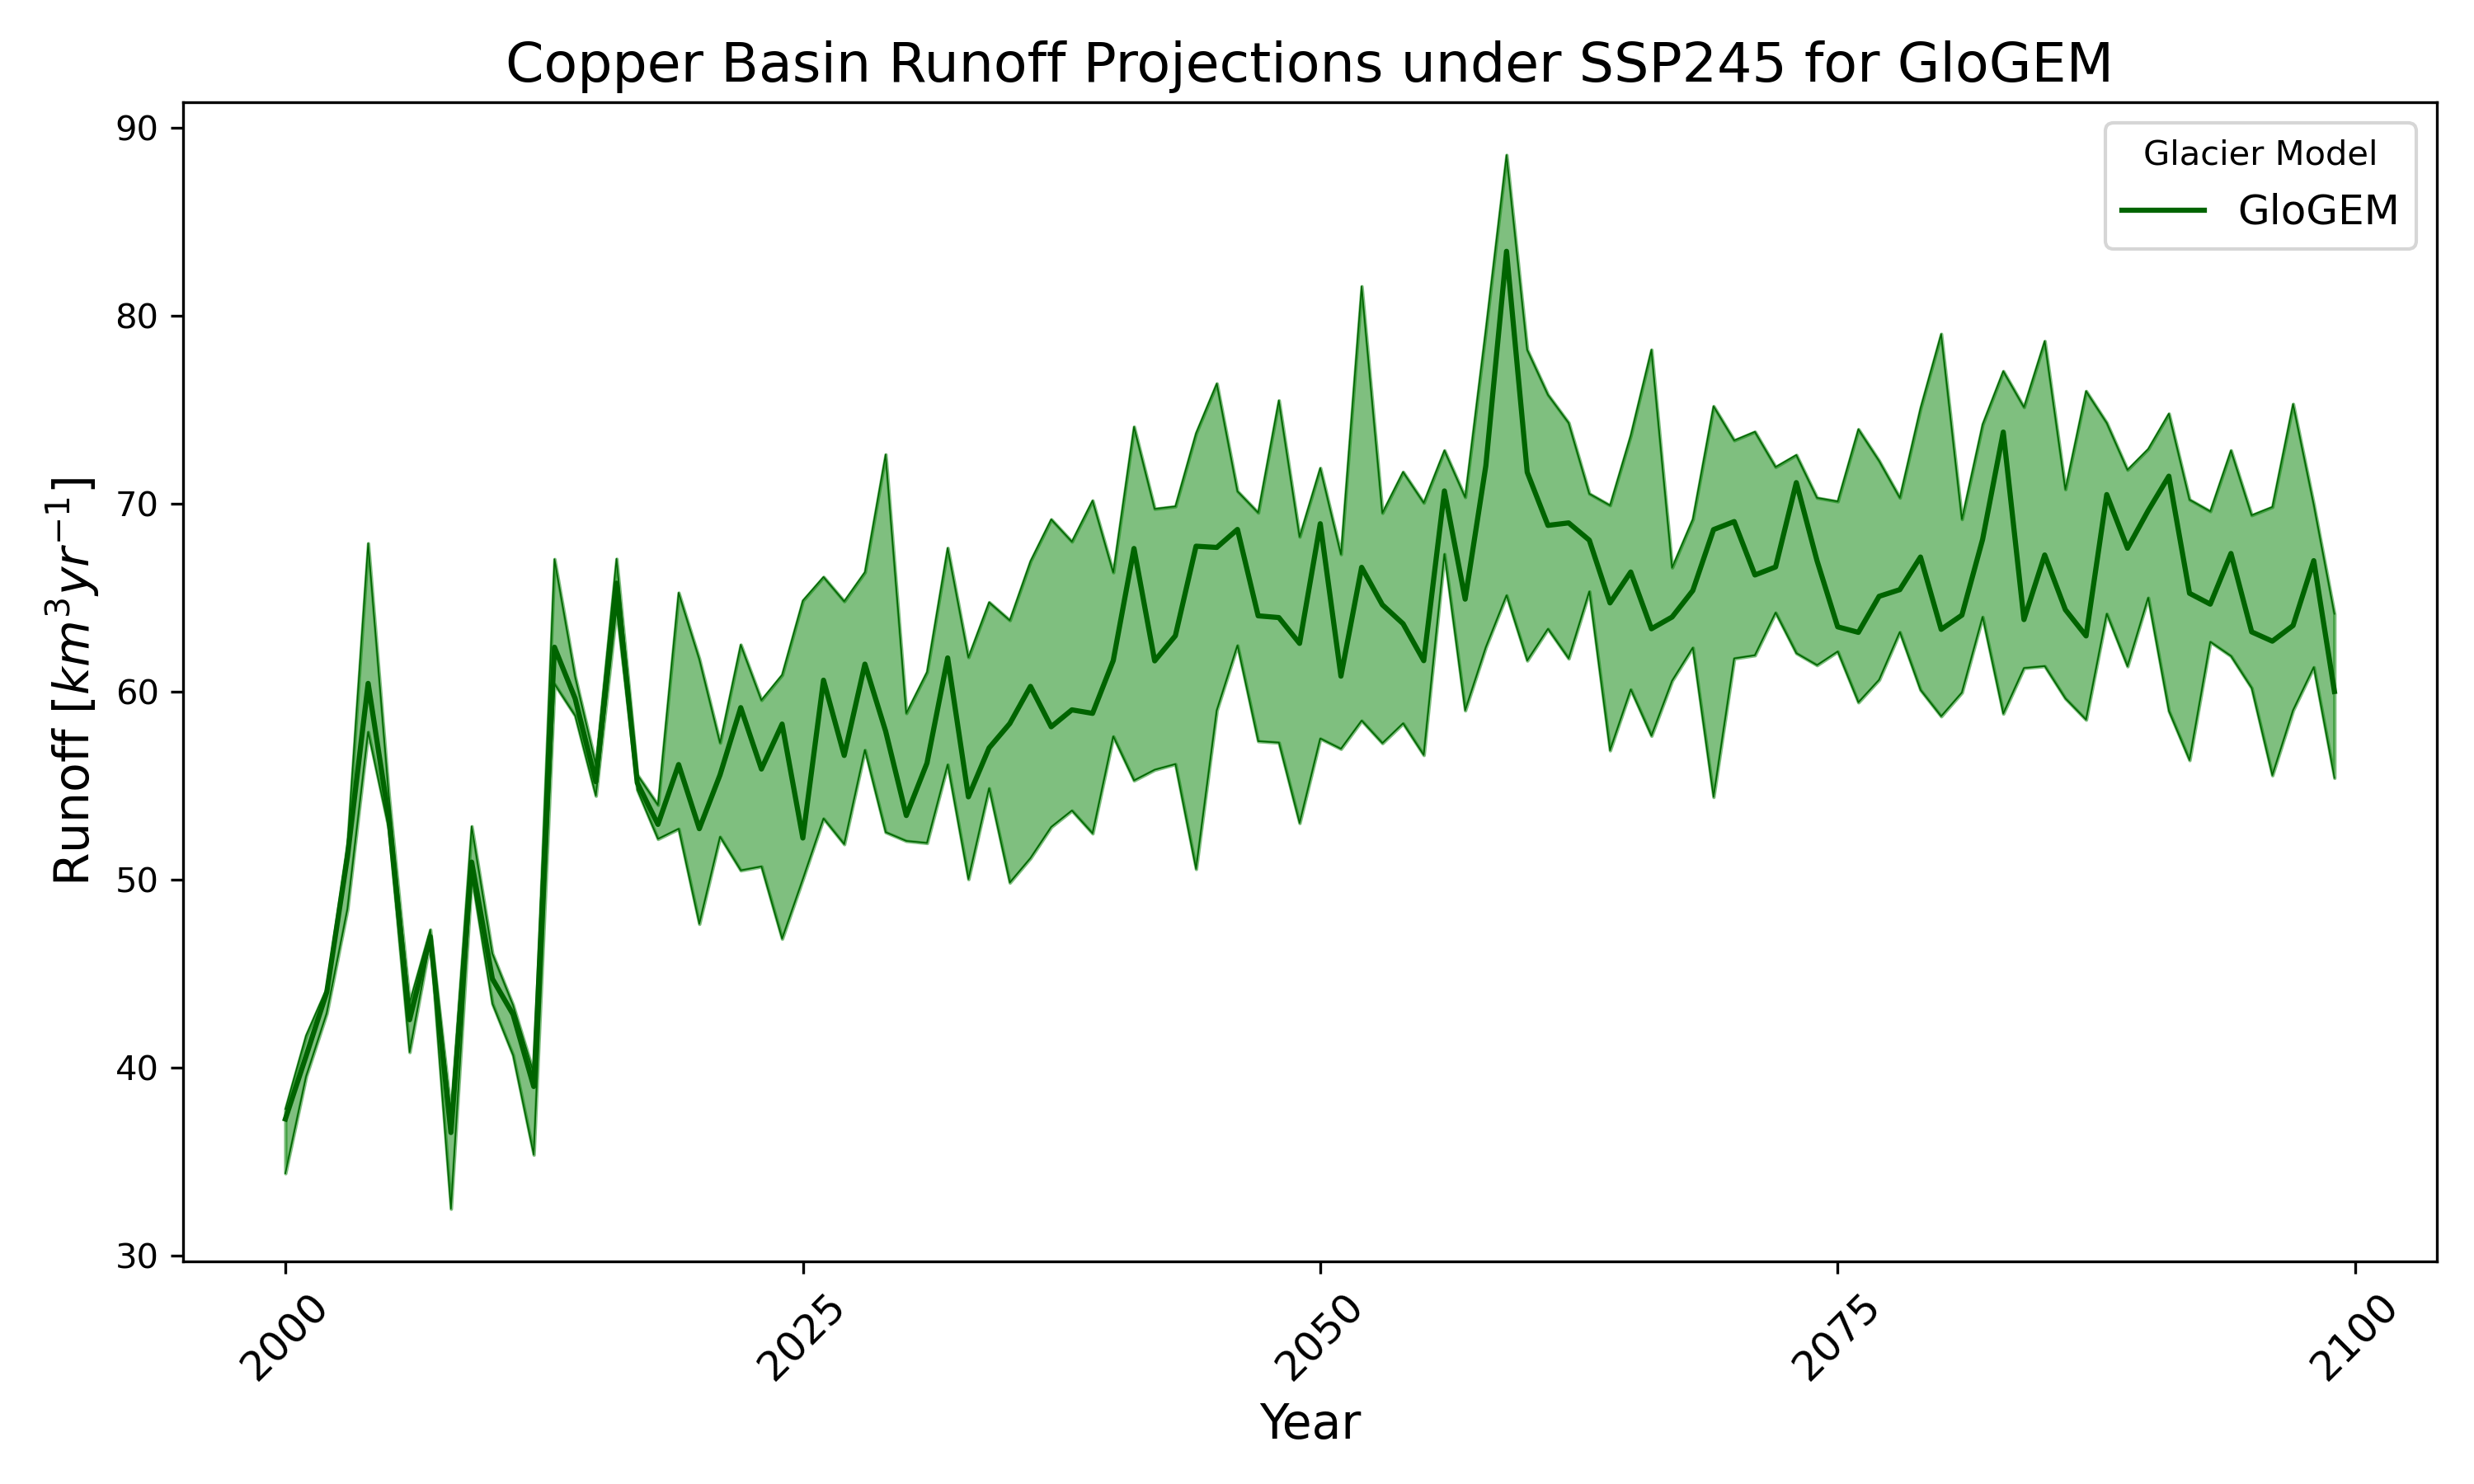 Copper Basin Runoff Projections under SSP245 for GloGEM
Glacier Model
GloGEM
90
80
70
60
50
40
30
Runoff [km³yr⁻¹]
2000
2025
2050
2075
2100
Year